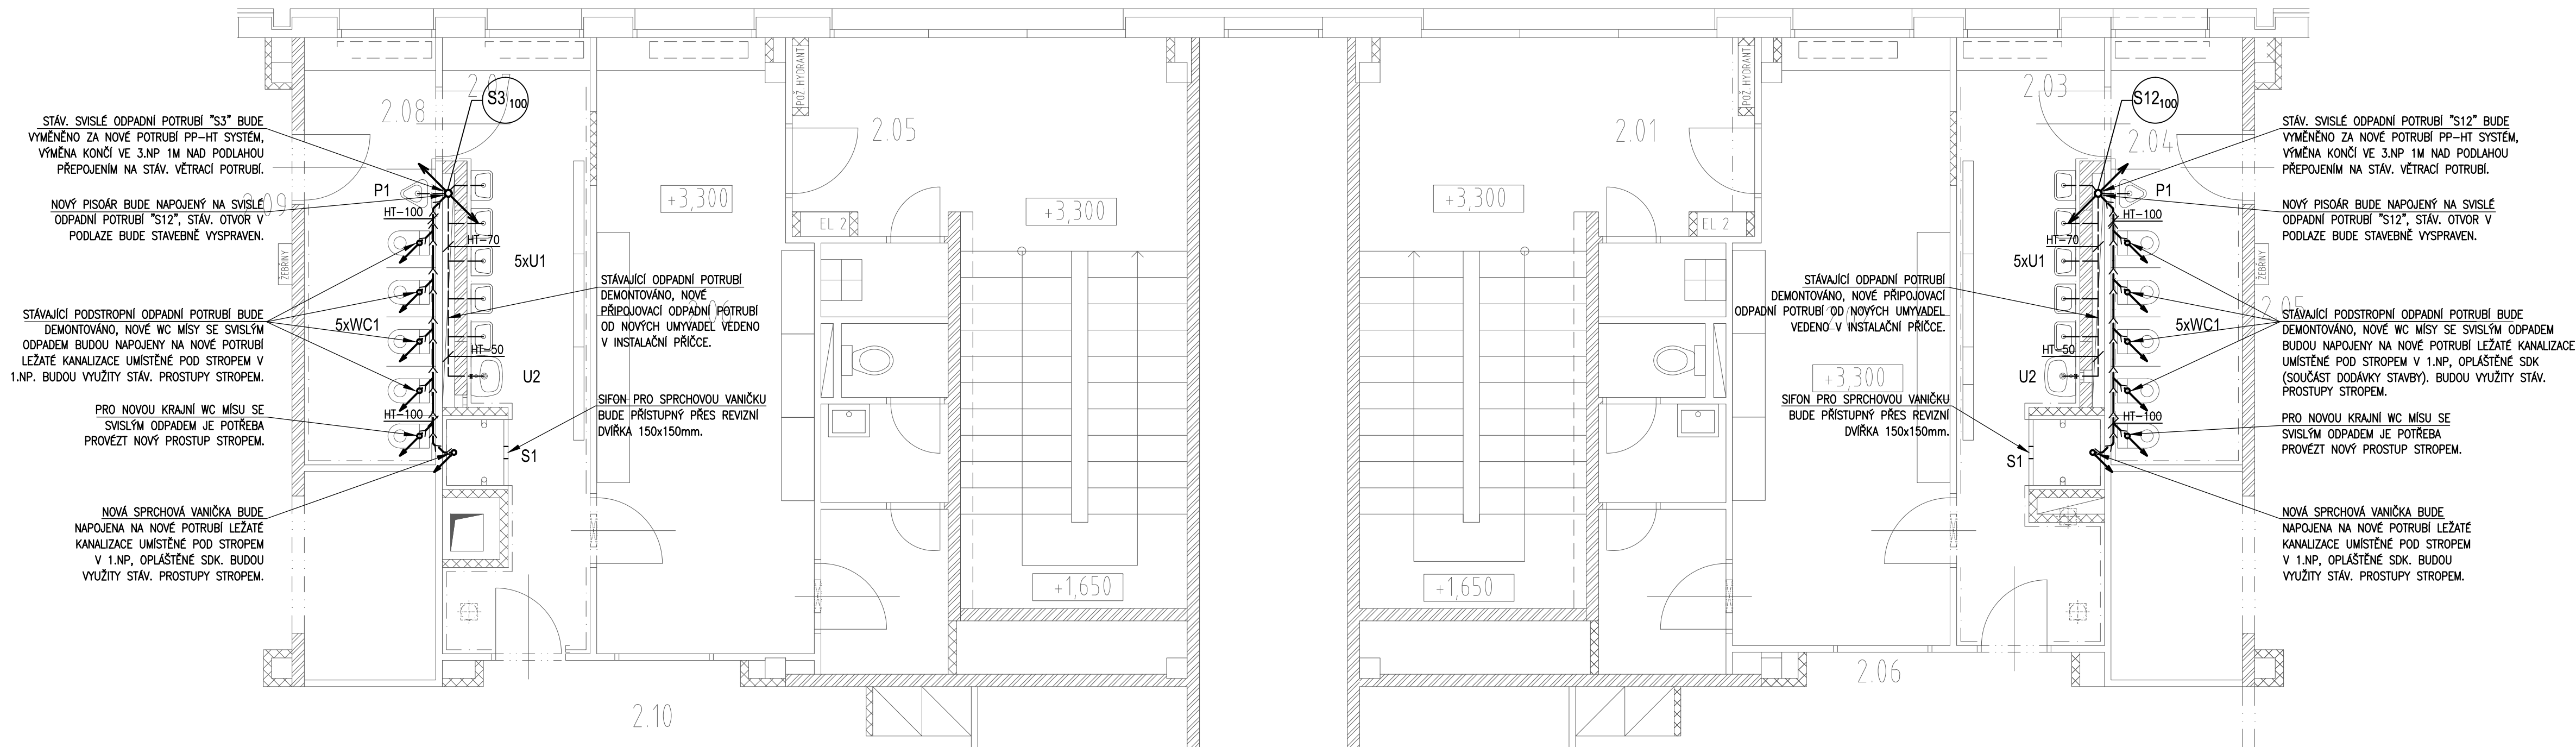 STÁV. SVISLÉ ODPADNÍ POTRUBÍ "S3" BUDE
VYMĚNĚNO ZA NOVÉ POTRUBÍ PP-HT SYSTÉM,
VÝMĚNA KONČÍ VE 3.NP 1M NAD PODLAHOU
PŘEPOJENÍM NA STÁV. VĚTRACÍ POTRUBÍ.
NOVÝ PISOÁR BUDE NAPOJENÝ NA SVISLÉ
ODPADNÍ POTRUBÍ "S12", STÁV. OTVOR V
PODLAZE BUDE STAVEBNĚ VYSPRAVEN.
STÁVAJÍCÍ PODSTROPNÍ ODPADNÍ POTRUBÍ BUDE
DEMONTOVÁNO, NOVÉ WC MÍSY SE SVISLÝM
ODPADEM BUDOU NAPOJENY NA NOVÉ POTRUBÍ
LEŽATÉ KANALIZACE UMÍSTĚNÉ POD STROPEM V
1.NP. BUDOU VYUŽITY STÁV. PROSTUPY STROPEM.
PRO NOVOU KRAJNÍ WC MÍSU SE
SVISLÝM ODPADEM JE POTŘEBA
PROVÉZT NOVÝ PROSTUP STROPEM.
NOVÁ SPRCHOVÁ VANIČKA BUDE
NAPOJENA NA NOVÉ POTRUBÍ LEŽATÉ
KANALIZACE UMÍSTĚNÉ POD STROPEM
V 1.NP, OPLÁŠTĚNÉ SDK. BUDOU
VYUŽITY STÁV. PROSTUPY STROPEM.
2.08
2.07
S3 100
2.09
P1
HT-100
HT-70
5xU1
5xWC1
HT-50
U2
HT-100
S1
ŽEBŘINY
+3,300
STÁVAJÍCÍ ODPADNÍ POTRUBÍ
DEMONTOVÁNO, NOVÉ
PŘIPOJOVACÍ ODPADNÍ POTRUBÍ
OD NOVÝCH UMYVADEL VEDENO
V INSTALAČNÍ PŘÍČCE.
SIFON PRO SPRCHOVOU VANIČKU
BUDE PŘÍSTUPNÝ PŘES REVIZNÍ
DVÍŘKA 150x150mm.
POŽ.HYDRANT
2.05
EL 2
+3,300
+1,650
2.10
2.01
POŽ.HYDRANT
+3,300
EL 2
+1,650
STÁVAJÍCÍ ODPADNÍ POTRUBÍ
DEMONTOVÁNO, NOVÉ PŘIPOJOVACÍ
ODPADNÍ POTRUBÍ OD NOVÝCH UMYVADEL
VEDENO V INSTALAČNÍ PŘÍČCE.
+3,300
SIFON PRO SPRCHOVOU VANIČKU
BUDE PŘÍSTUPNÝ PŘES REVIZNÍ
DVÍŘKA 150x150mm.
2.06
2.03
S12 100
2.04
P1
HT-100
HT-70
5xU1
5xWC1
HT-50
U2
HT-100
S1
ŽEBŘINY
2.05
STÁV. SVISLÉ ODPADNÍ POTRUBÍ "S12" BUDE
VYMĚNĚNO ZA NOVÉ POTRUBÍ PP-HT SYSTÉM,
VÝMĚNA KONČÍ VE 3.NP 1M NAD PODLAHOU
PŘEPOJENÍM NA STÁV. VĚTRACÍ POTRUBÍ.
NOVÝ PISOÁR BUDE NAPOJENÝ NA SVISLÉ
ODPADNÍ POTRUBÍ "S12", STÁV. OTVOR V
PODLAZE BUDE STAVEBNĚ VYSPRAVEN.
STÁVAJÍCÍ PODSTROPNÍ ODPADNÍ POTRUBÍ BUDE
DEMONTOVÁNO, NOVÉ WC MÍSY SE SVISLÝM ODPADEM
BUDOU NAPOJENY NA NOVÉ POTRUBÍ LEŽATÉ KANALIZACE
UMÍSTĚNÉ POD STROPEM V 1.NP, OPLÁŠTĚNÉ SDK
(SOUČÁST DODÁVKY STAVBY). BUDOU VYUŽITY STÁV.
PROSTUPY STROPEM.
PRO NOVOU KRAJNÍ WC MÍSU SE
SVISLÝM ODPADEM JE POTŘEBA
PROVÉZT NOVÝ PROSTUP STROPEM.
NOVÁ SPRCHOVÁ VANIČKA BUDE
NAPOJENA NA NOVÉ POTRUBÍ LEŽATÉ
KANALIZACE UMÍSTĚNÉ POD STROPEM
V 1.NP, OPLÁŠTĚNÉ SDK. BUDOU
VYUŽITY STÁV. PROSTUPY STROPEM.